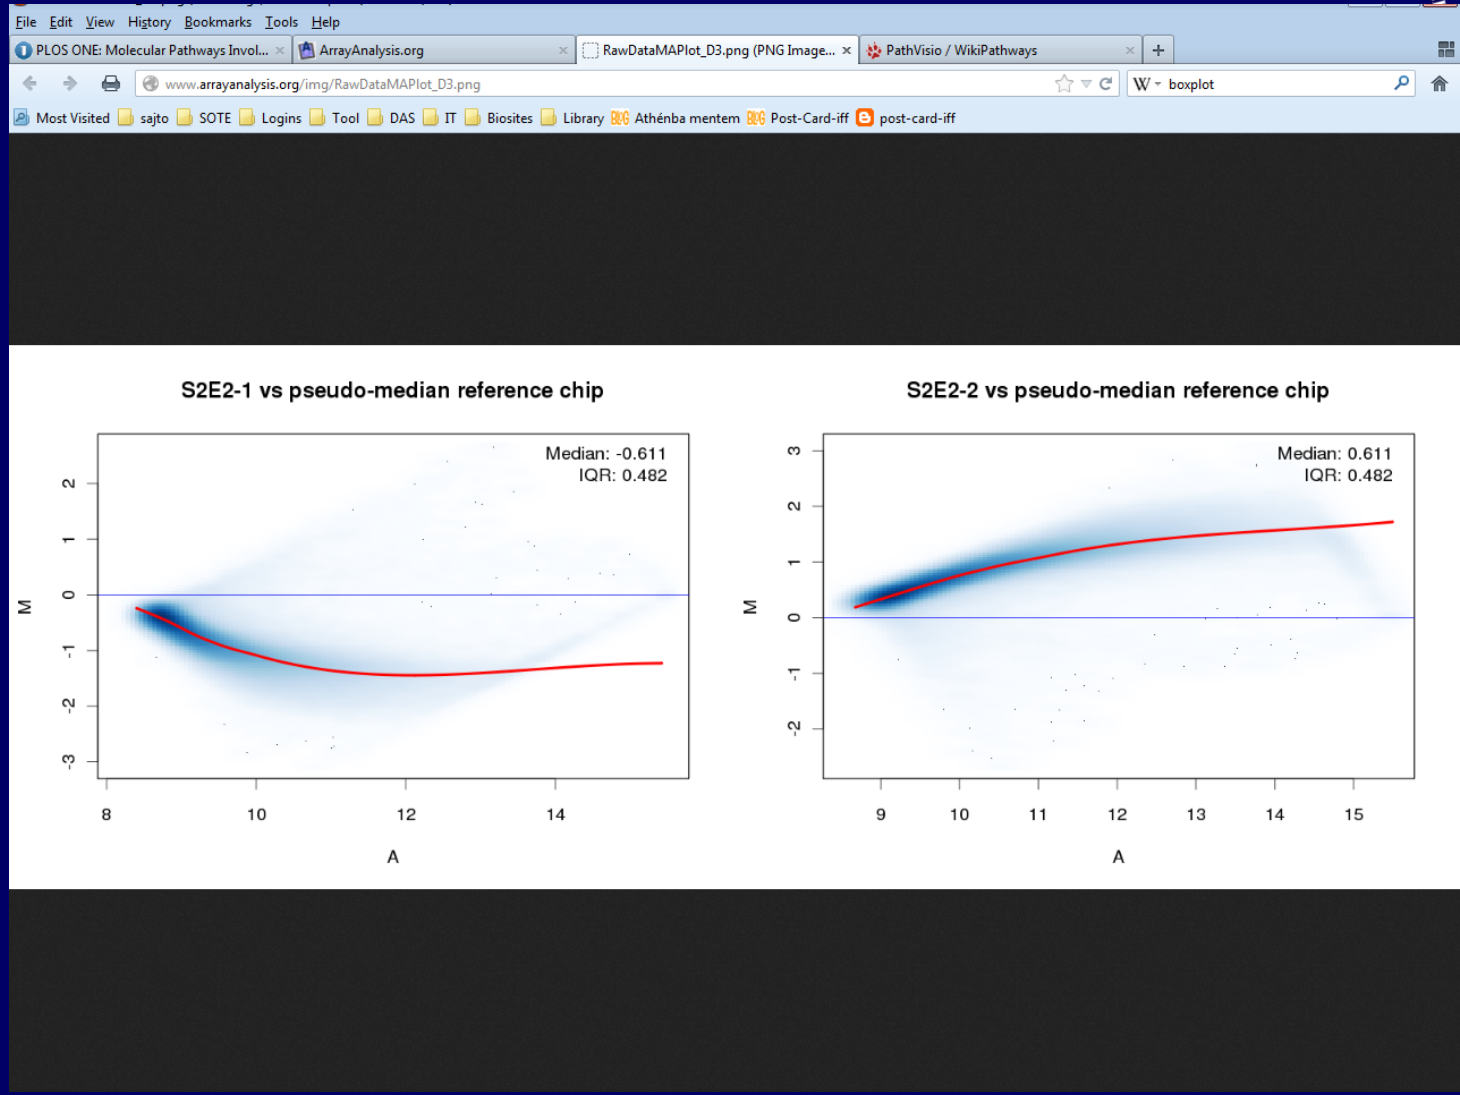 File Edit View History Bookmarks Tools Help
PLOS ONE: Molecular Pathways Invol... × ArrayAnalysis.org × RawDataMAPlot_D3.png (PNG Image... × PathVisio / WikiPathways × +
www.arrayanalysis.org/img/RawDataMAPlot_D3.png W boxplot
Most Visited sajto SOTE Logins Tool DAS IT Biosites Library BLOG Athénba mentem BLOG Post-Card-iff post-card-iff
S2E2-1 vs pseudo-median reference chip
Median: -0.611
IQR: 0.482
2
1
0
-1
-2
-3
M
8 10 12 14
A
S2E2-2 vs pseudo-median reference chip
Median: 0.611
IQR: 0.482
3
2
1
0
-1
-2
M
9 10 11 12 13 14 15
A